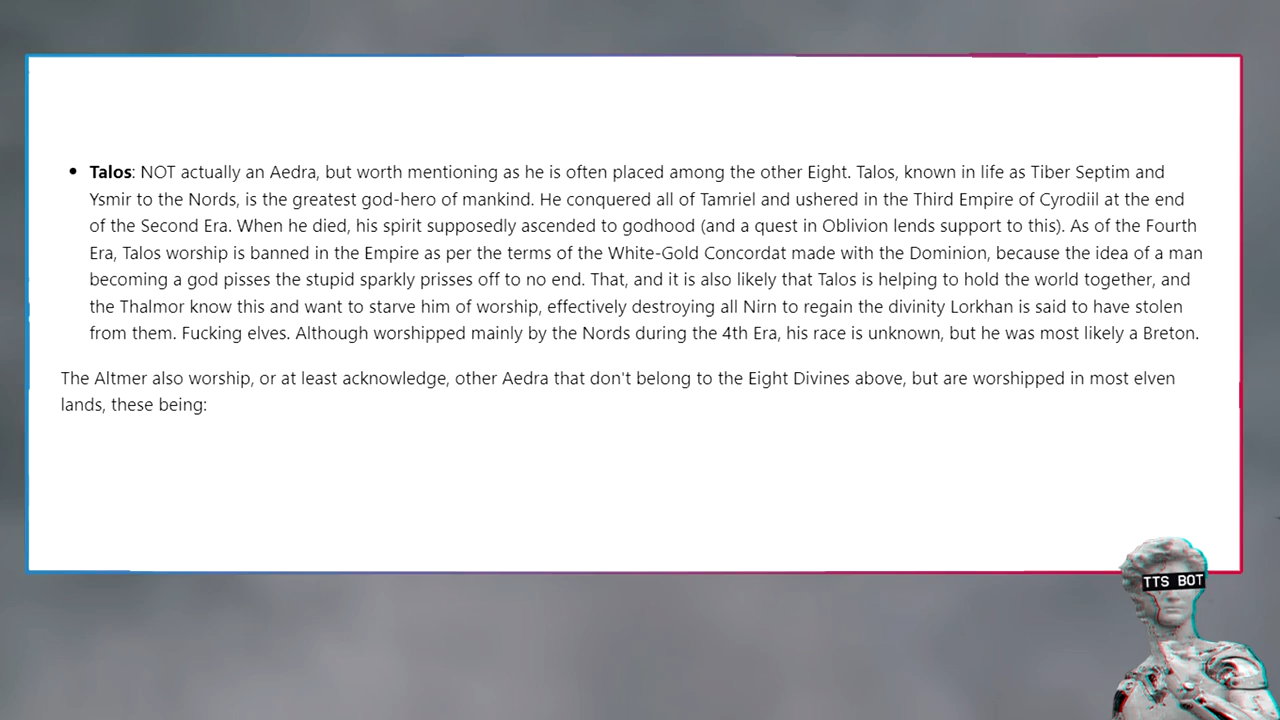 • Talos: NOT actually an Aedra, but worth mentioning as he is often placed among the other Eight. Talos, known in life as Tiber Septim and
Ysmir to the Nords, is the greatest god-hero of mankind. He conquered all of Tamriel and ushered in the Third Empire of Cyrodiil at the end
of the Second Era. When he died, his spirit supposedly ascended to godhood (and a quest in Oblivion lends support to this). As of the Fourth
Era, Talos worship is banned in the Empire as per the terms of the White-Gold Concordat made with the Dominion, because the idea of a man
becoming a god pisses the stupid sparkly prisses off to no end. That, and it is also likely that Talos is helping to hold the world together, and
the Thalmor know this and want to starve him of worship, effectively destroying all Nirn to regain the divinity Lorkhan is said to have stolen
from them. Fucking elves. Although worshipped mainly by the Nords during the 4th Era, his race is unknown, but he was most likely a Breton.
The Altmer also worship, or at least acknowledge, other Aedra that don't belong to the Eight Divines above, but are worshipped in most elven
lands, these being:
TTS BOT